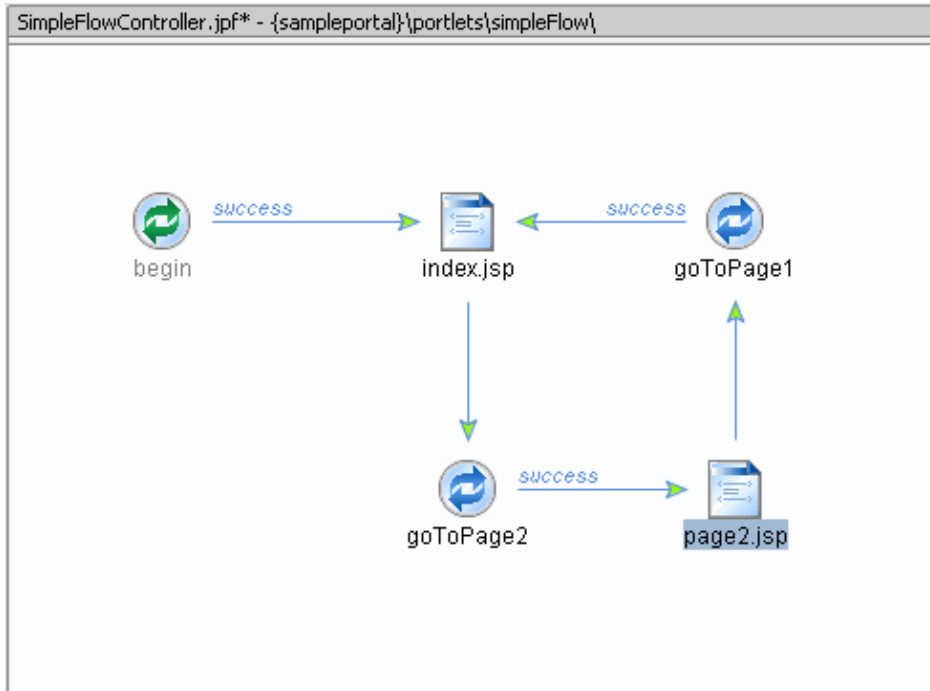 SimpleFlowController.jpf* - {sampleportal}\portlets\simpleFlow\
success
success
begin
index.jsp
goToPage1
success
goToPage2
page2.jsp